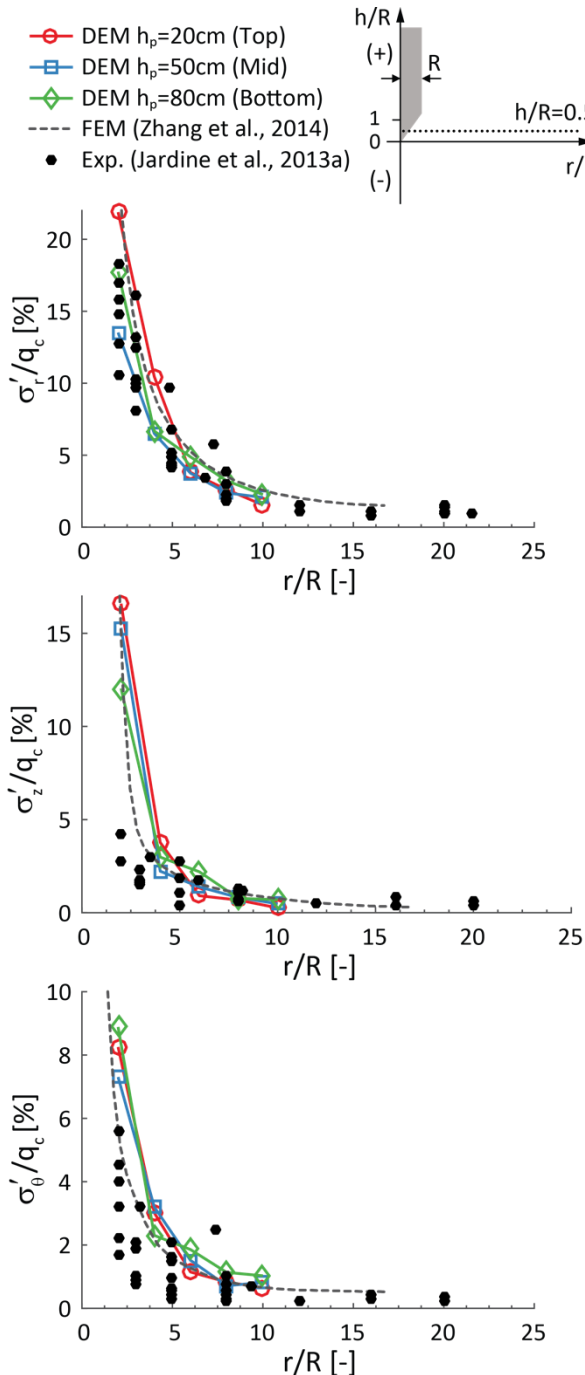 DEM hp=20cm (Top)
DEM hp=50cm (Mid)
DEM hp=80cm (Bottom)
FEM (Zhang et al., 2014)
Exp. (Jardine et al., 2013a)
h/R
(+)
R
1
h/R=0.5
0
(-)
r/
20
15
10
5
0
σ'r/qc [%]
0 5 10 15 20 25
r/R [-]
15
10
5
0
σ'z/qc [%]
0 5 10 15 20 25
r/R [-]
10
8
6
4
2
0
σ'θ/qc [%]
0 5 10 15 20 25
r/R [-]